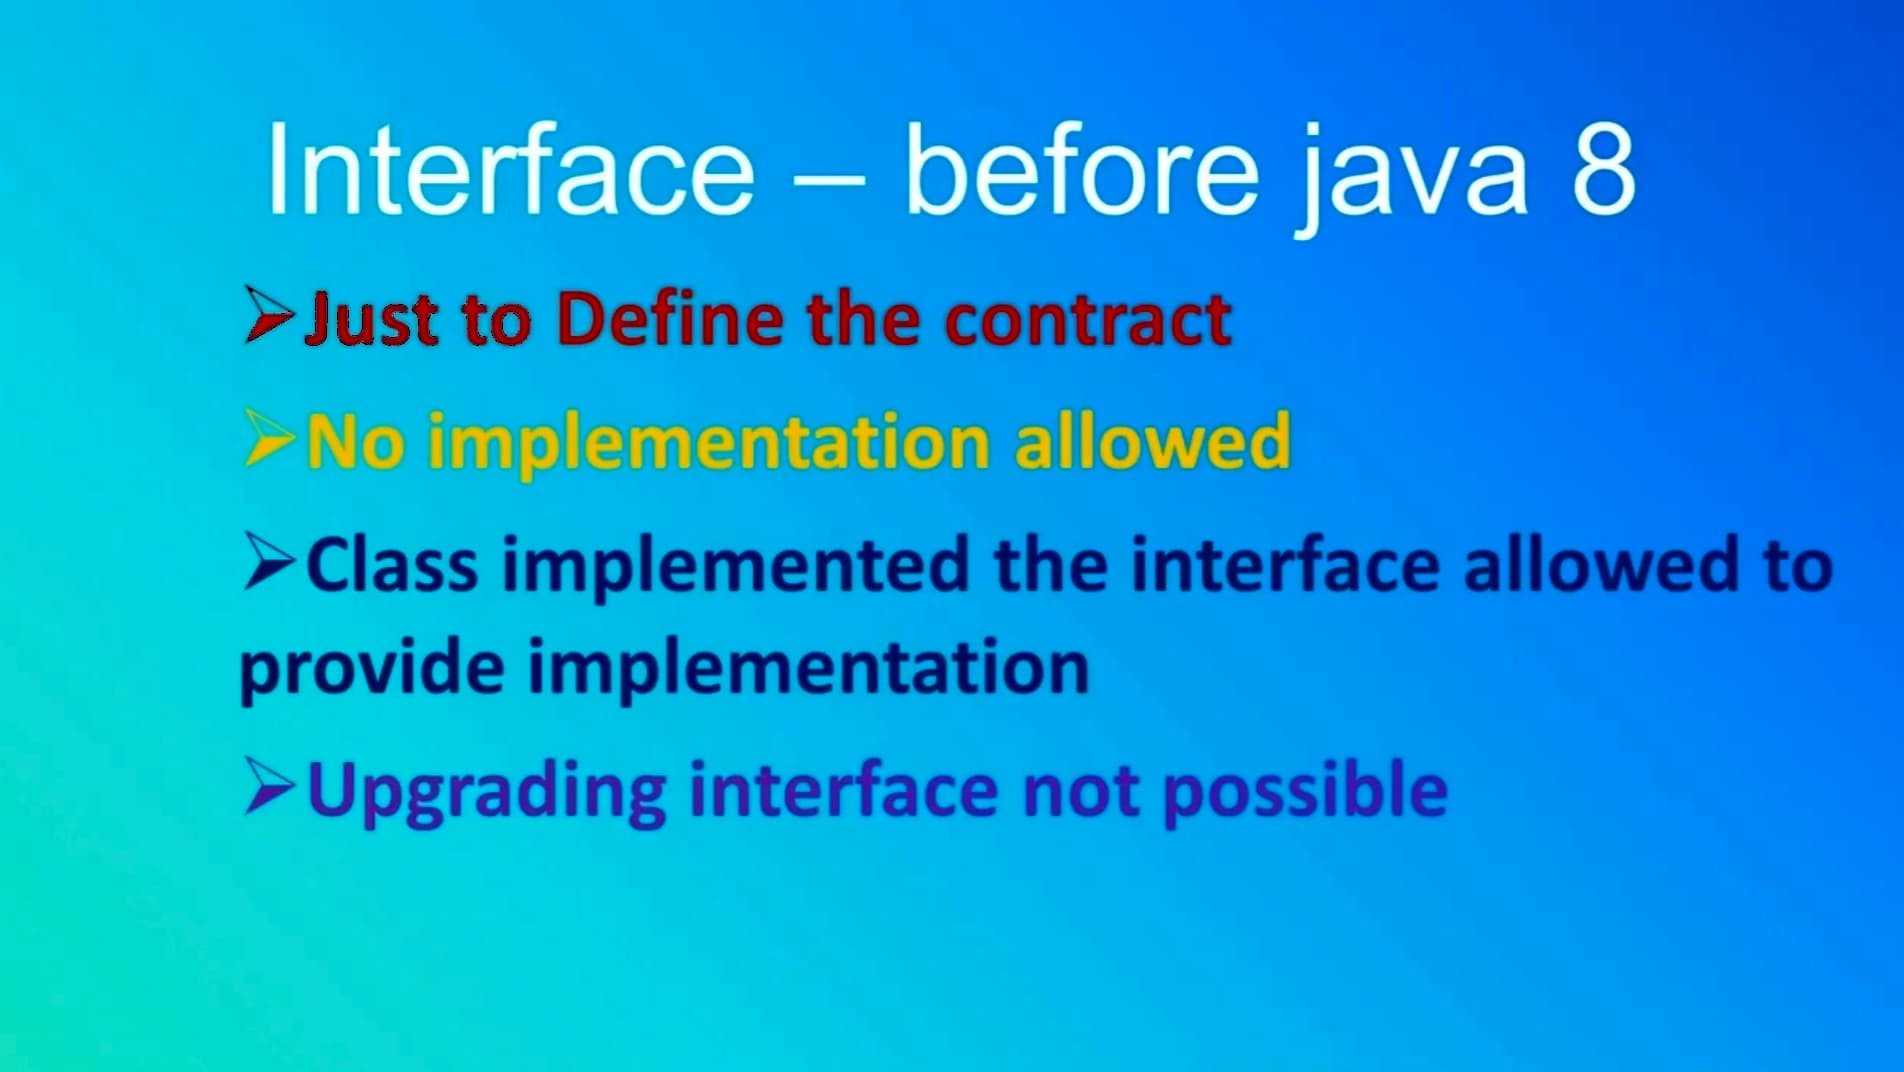 Interface – before java 8
➢Just to Define the contract
➢No implementation allowed
➢Class implemented the interface allowed to
provide implementation
➢Upgrading interface not possible